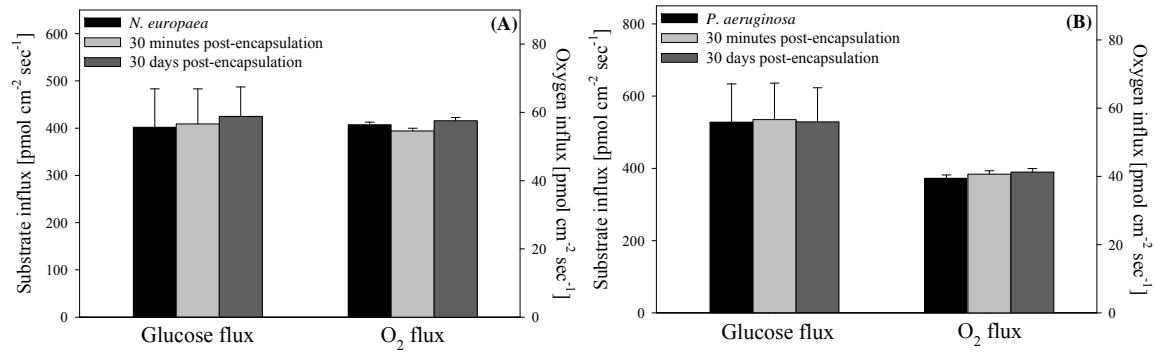 (A)
N. europaea
30 minutes post-encapsulation
30 days post-encapsulation
Substrate influx [pmol cm-2 sec-1]
600
500
400
300
200
100
0
80
60
40
20
0
Oxygen influx [pmol cm-2 sec-1]
Glucose flux
O2 flux
(B)
P. aeruginosa
30 minutes post-encapsulation
30 days post-encapsulation
Substrate influx [pmol cm-2 sec-1]
800
600
400
200
0
80
60
40
20
0
Oxygen influx [pmol cm-2 sec-1]
Glucose flux
O2 flux